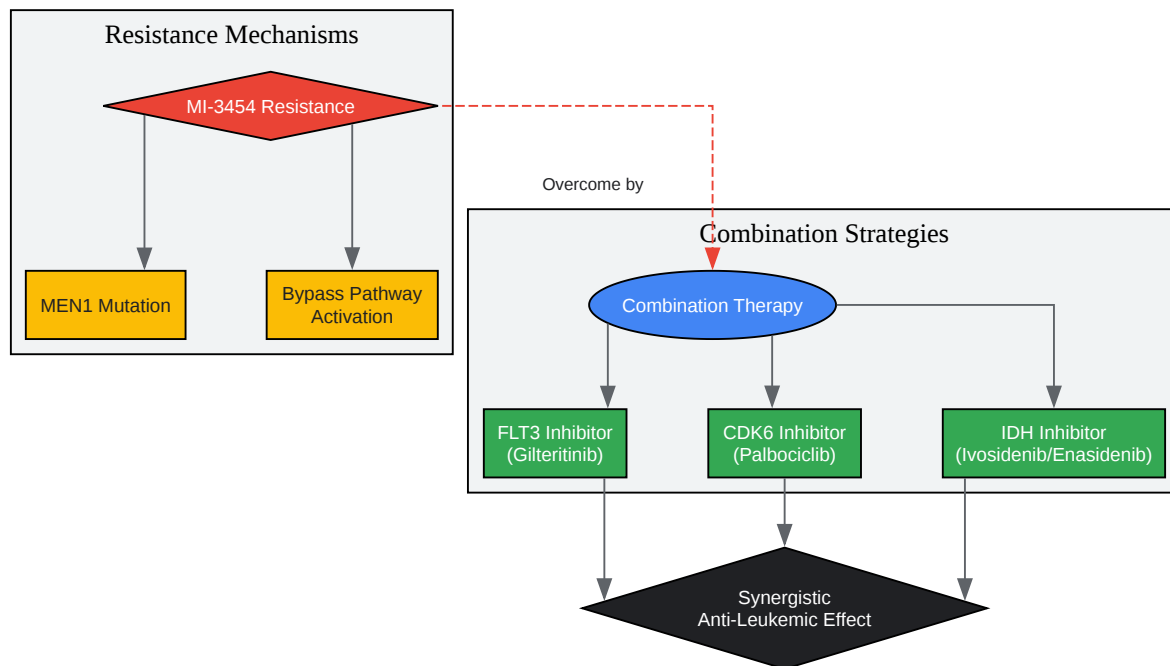 Resistance Mechanisms
MI-3454 Resistance
MEN1 Mutation
Bypass Pathway
Activation
Overcome by
Combination Strategies
Combination Therapy
FLT3 Inhibitor
(Gilteritinib)
CDK6 Inhibitor
(Palbociclib)
IDH Inhibitor
(Ivosidenib/Enasidenib)
Synergistic
Anti-Leukemic Effect